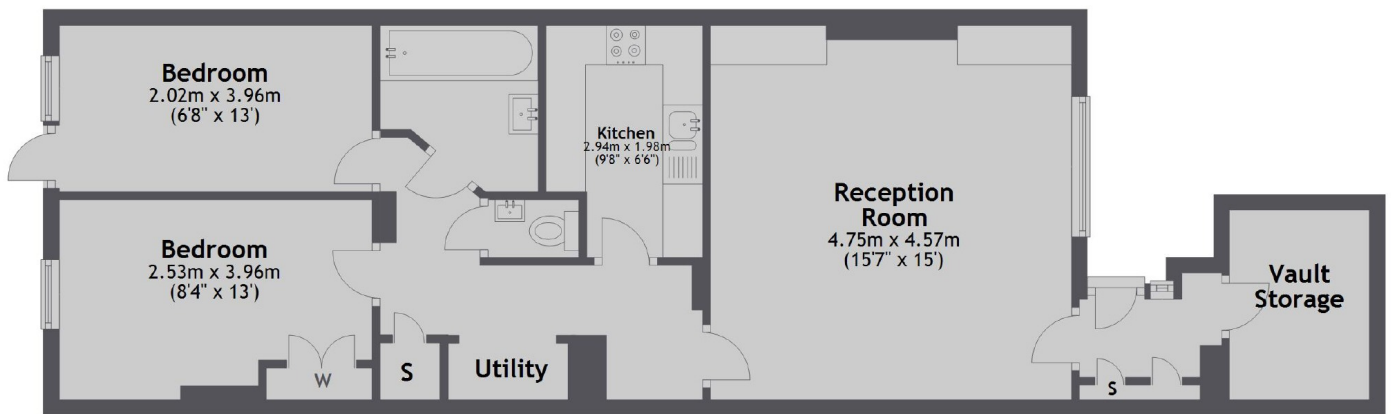 Bedroom
2.02m x 3.96m
(6'8" x 13')
Kitchen
2.94m x 1.98m
(9'8" x 6'6")
Reception
Room
4.75m x 4.57m
(15'7" x 15')
Bedroom
2.53m x 3.96m
(8'4" x 13')
Vault
Storage
W
S
Utility
S